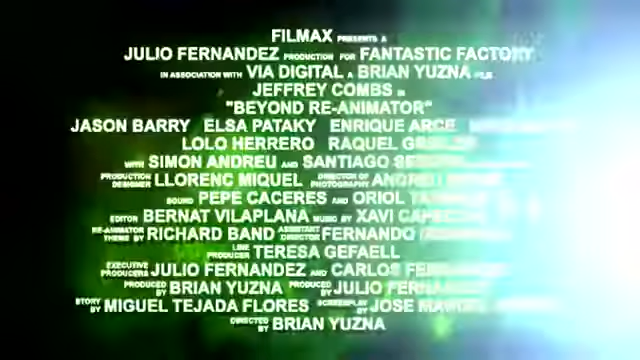 FILMAX PRESENTS A
JULIO FERNANDEZ PRODUCTION FOR FANTASTIC FACTORY
IN ASSOCIATION WITH VIA DIGITAL A BRIAN YUZNA FILM
JEFFREY COMBS IN
"BEYOND RE-ANIMATOR"
JASON BARRY ELSA PATAKY ENRIQUE ARCE
LOLO HERRERO RAQUEL
WITH SIMON ANDREU AND SANTIAGO
PRODUCTION DESIGNER LLORENC MIQUEL DIRECTOR OF PHOTOGRAPHY
SOUND PEPE CACERES AND ORIOL
EDITOR BERNAT VILAPLANA MUSIC BY XAVI
RE-ANIMATOR THEME BY RICHARD BAND ASSISTANT DIRECTOR FERNANDO
LINE PRODUCER TERESA GEFAELL
EXECUTIVE PRODUCERS JULIO FERNANDEZ AND CARLOS
PRODUCED BY BRIAN YUZNA PRODUCED BY JULIO
STORY BY MIGUEL TEJADA FLORES SCREENPLAY BY JOSE
DIRECTED BY BRIAN YUZNA